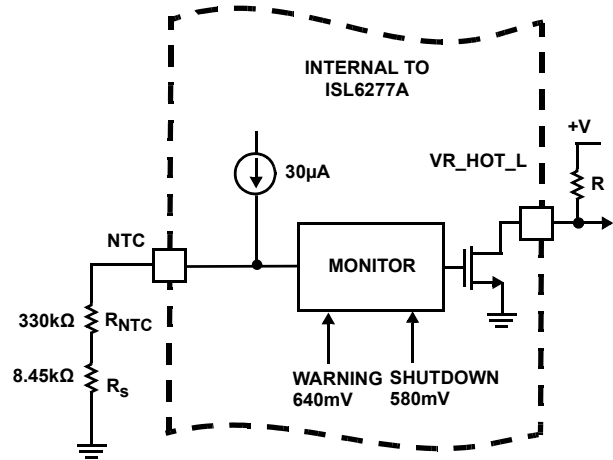 INTERNAL TO
ISL6277A
+V
VR_HOT_L
R
30µA
NTC
MONITOR
330kΩ
RNTC
8.45kΩ
Rs
WARNING
640mV
SHUTDOWN
580mV